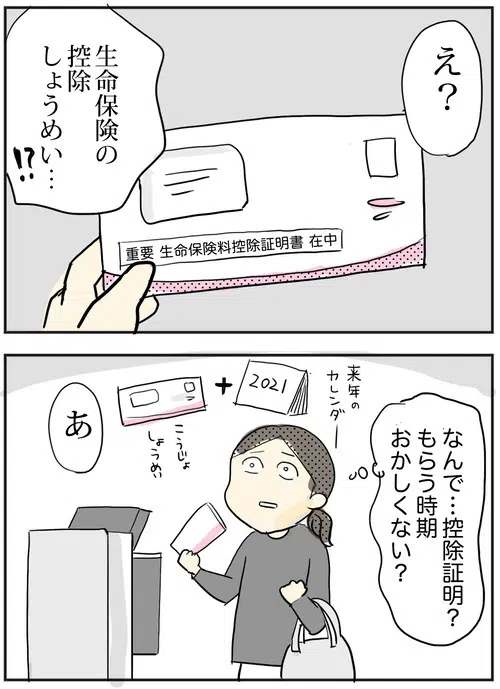 え？
生命保険の
控除
しょうめい…
!?
重要 生命保険料控除証明書 在中
来年の
カレンダー
2021
+
こうじょ
しょうめい
あ
なんで…控除証明？
もらう時期
おかしくない？